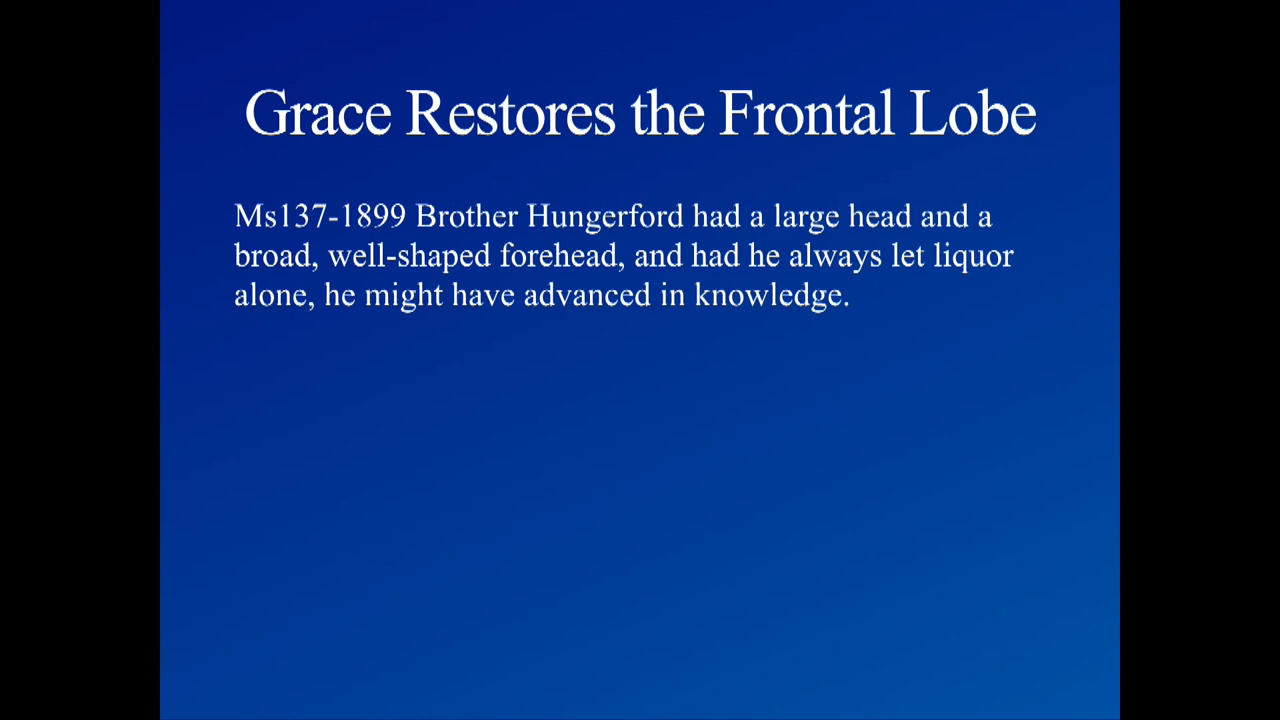 Grace Restores the Frontal Lobe
Ms137-1899 Brother Hungerford had a large head and a
broad, well-shaped forehead, and had he always let liquor
alone, he might have advanced in knowledge.